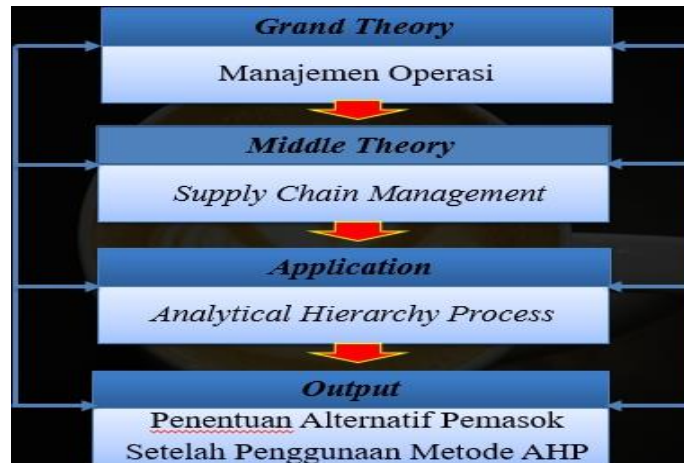 Grand Theory
Manajemen Operasi
Middle Theory
Supply Chain Management
Application
Analytical Hierarchy Process
Output
Penentuan Alternatif Pemasok
Setelah Penggunaan Metode AHP